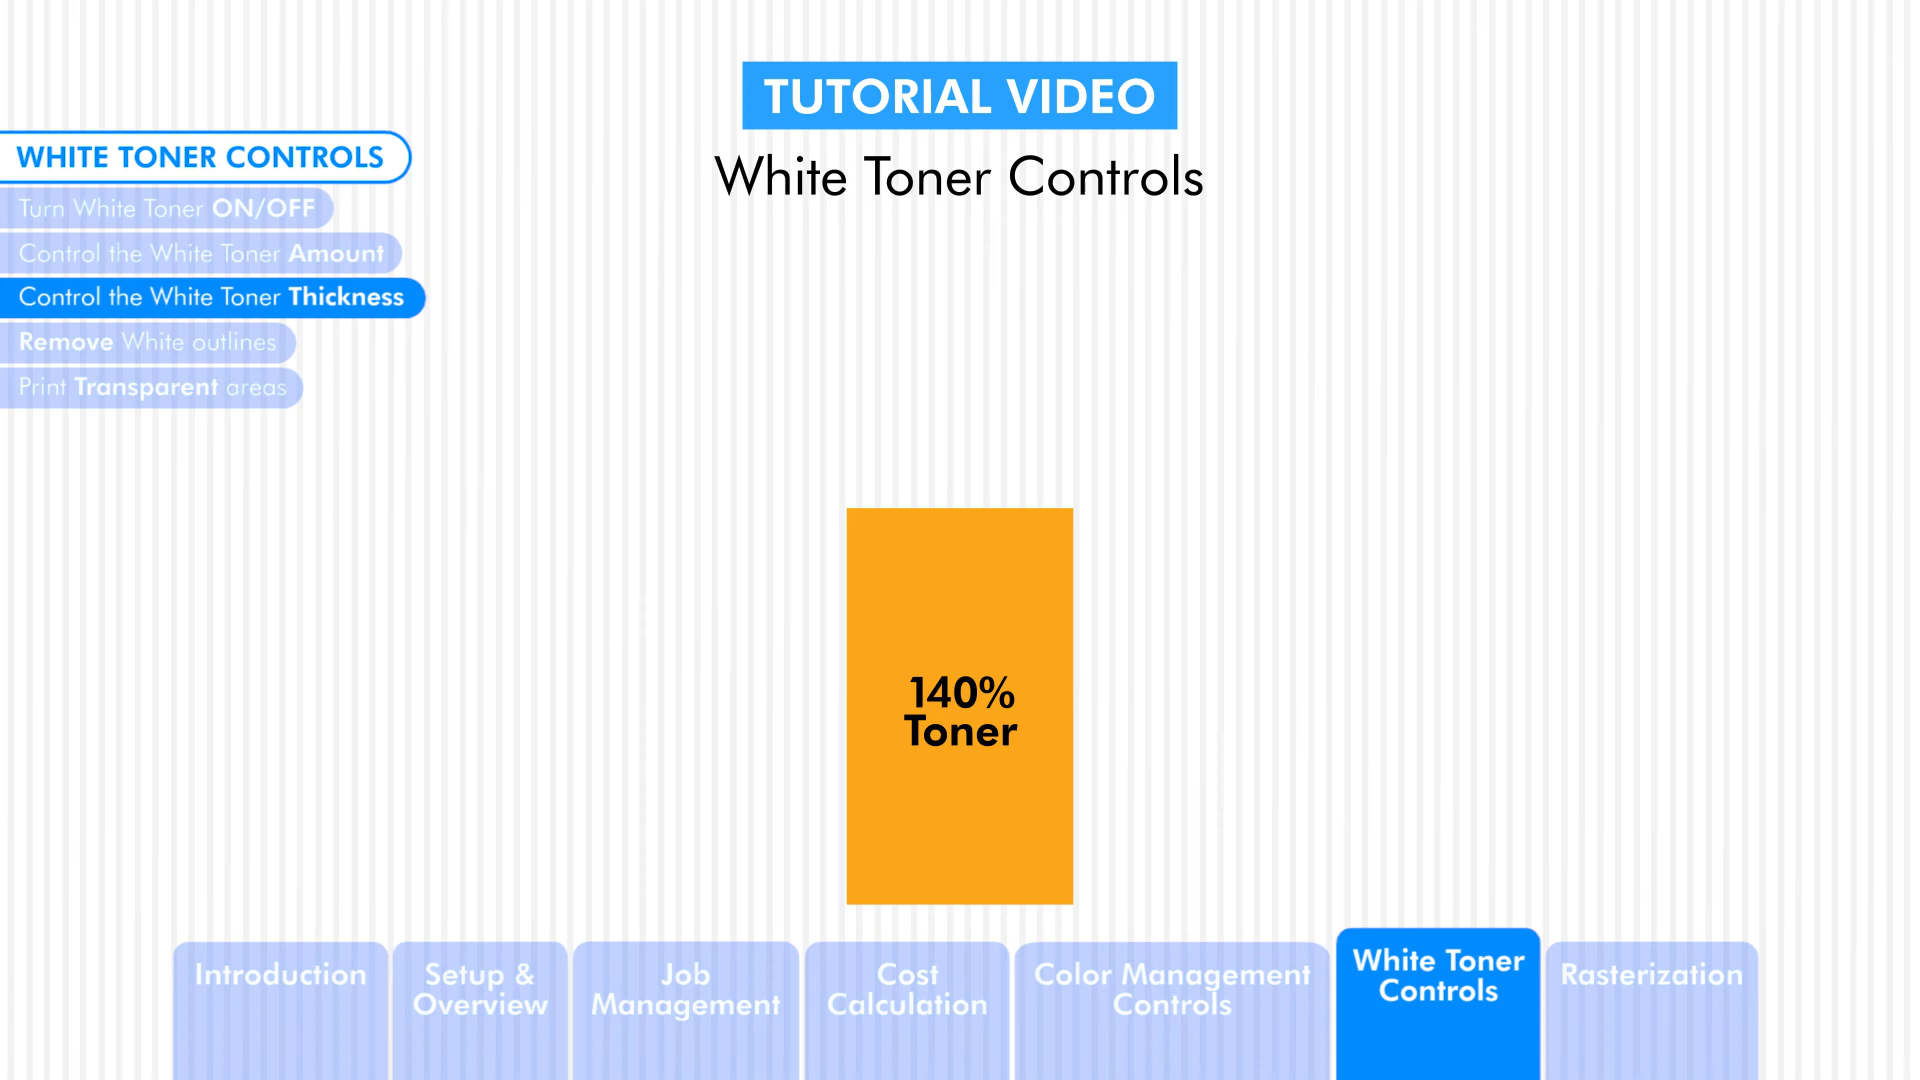 TUTORIAL VIDEO
White Toner Controls
WHITE TONER CONTROLS
Turn White Toner ON/OFF
Control the White Toner Amount
Control the White Toner Thickness
Remove White outlines
Print Transparent areas
140%
Toner
Introduction
Setup &
Overview
Job
Management
Cost
Calculation
Color Management
Controls
White Toner
Controls
Rasterization